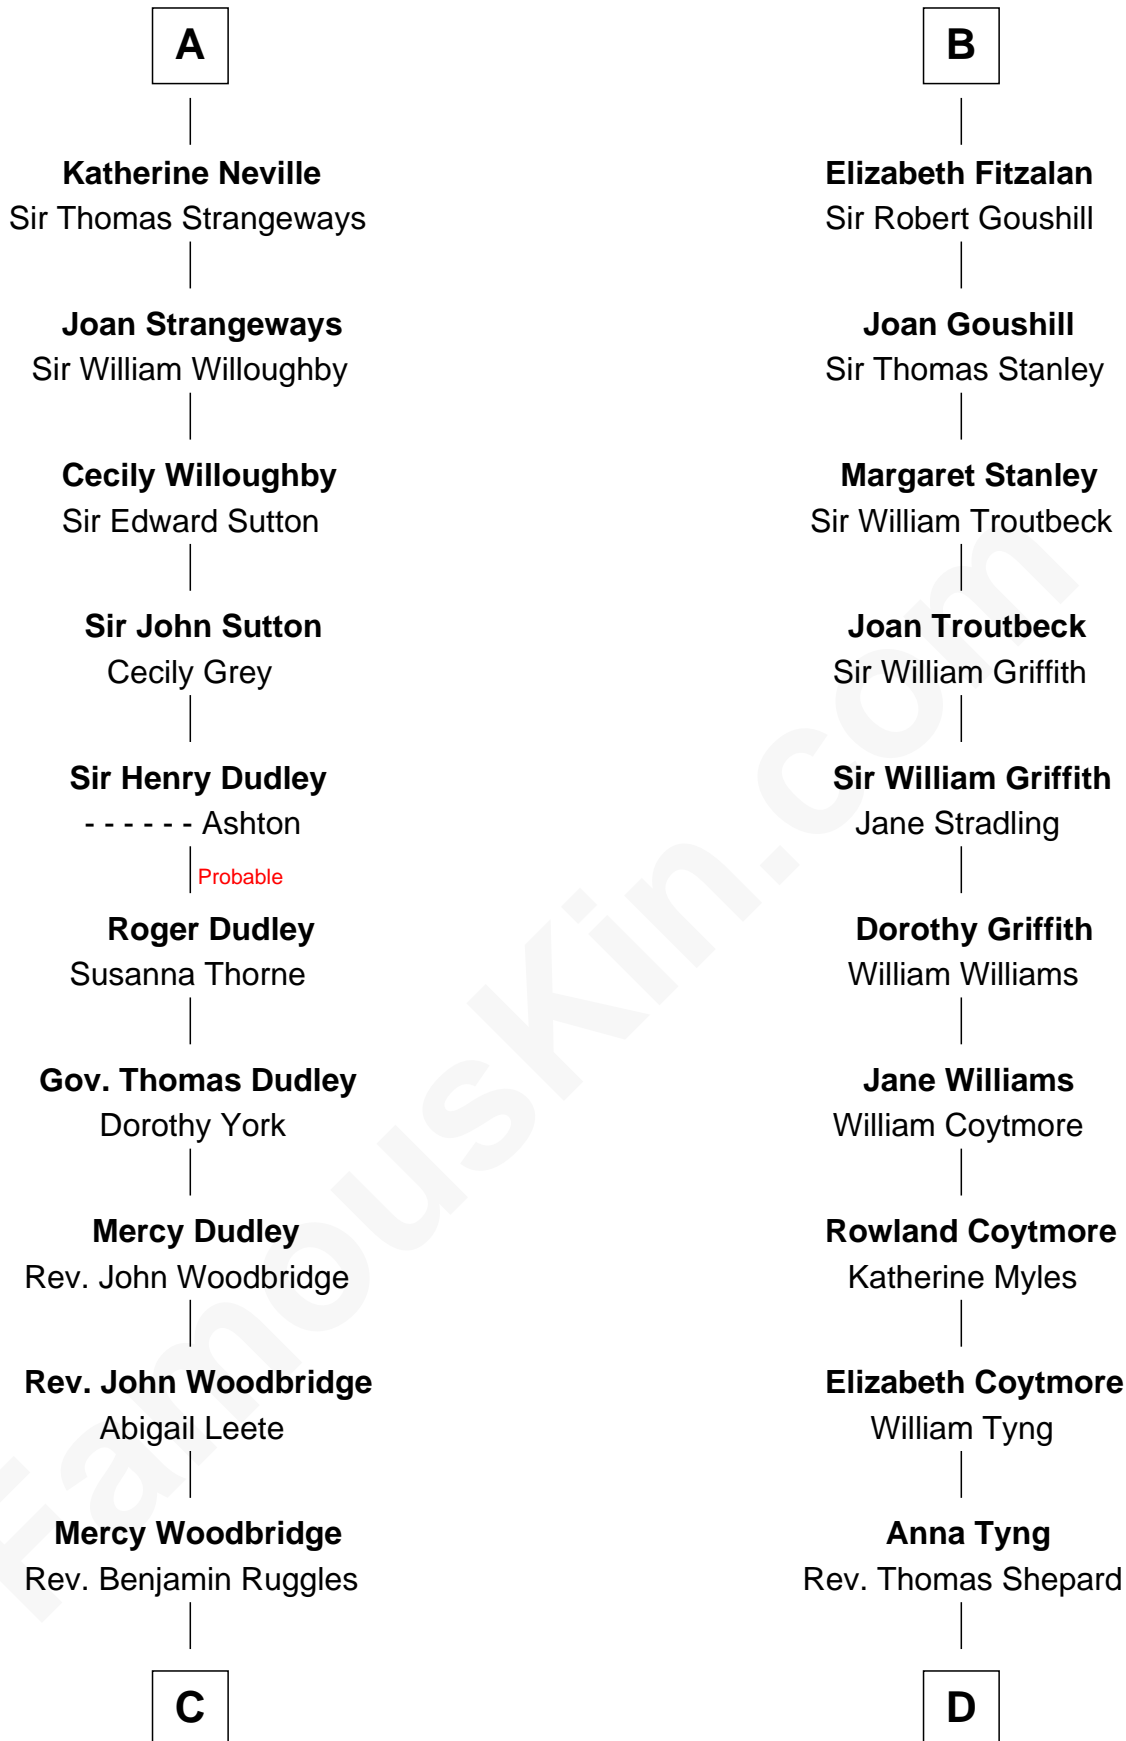 A
Katherine Neville
Sir Thomas Strangeways
Joan Strangeways
Sir William Willoughby
Cecily Willoughby
Sir Edward Sutton
Sir John Sutton
Cecily Grey
Sir Henry Dudley
- - - - - - Ashton
Probable
Roger Dudley
Susanna Thorne
Gov. Thomas Dudley
Dorothy York
Mercy Dudley
Rev. John Woodbridge
Rev. John Woodbridge
Abigail Leete
Mercy Woodbridge
Rev. Benjamin Ruggles
C
B
Elizabeth Fitzalan
Sir Robert Goushill
Joan Goushill
Sir Thomas Stanley
Margaret Stanley
Sir William Troutbeck
Joan Troutbeck
Sir William Griffith
Sir William Griffith
Jane Stradling
Dorothy Griffith
William Williams
Jane Williams
William Coytmore
Rowland Coytmore
Katherine Myles
Elizabeth Coytmore
William Tyng
Anna Tyng
Rev. Thomas Shepard
D
FamousKin.com